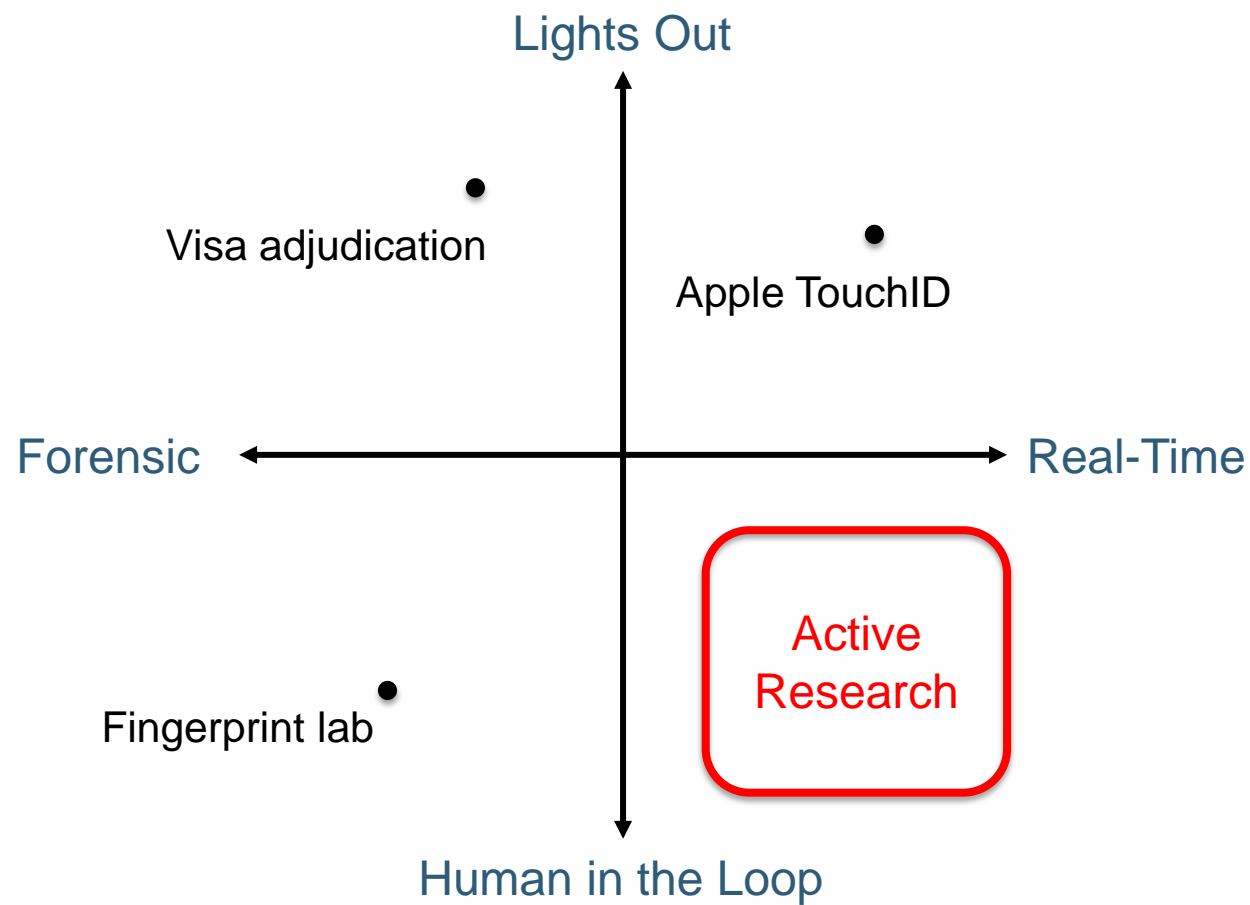 Lights Out
Visa adjudication
Apple TouchID
Forensic
Real-Time
Active
Research
Fingerprint lab
Human in the Loop